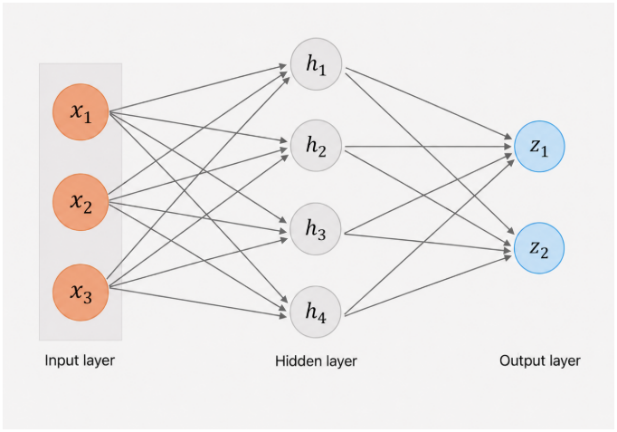 x₁
x₂
x₃
h₁
h₂
h₃
h₄
z₁
z₂
Input layer
Hidden layer
Output layer